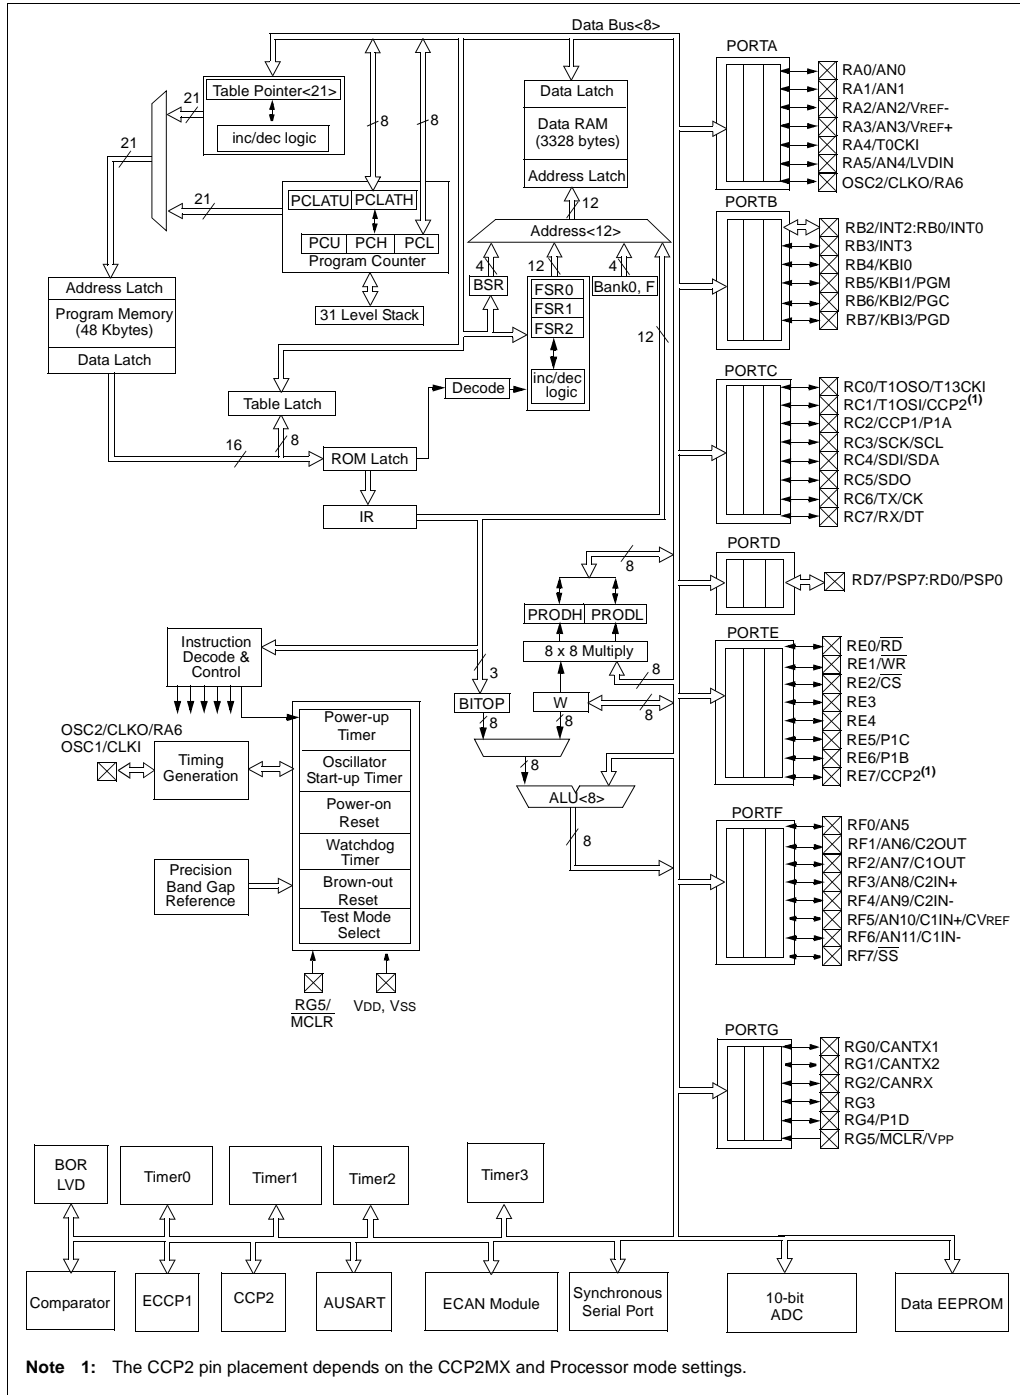 Data Bus<8>
PORTA
RA0/AN0
RA1/AN1
RA2/AN2/VREF-
RA3/AN3/VREF+
RA4/T0CKI
RA5/AN4/LVDIN
OSC2/CLKO/RA6
21
Table Pointer<21>
inc/dec logic
8
8
Data Latch
Data RAM
(3328 bytes)
Address Latch
21
21
PCLATU
PCLATH
PCU
PCH
PCL
Program Counter
12
Address<12>
4
12
4
BSR
FSR0
FSR1
FSR2
inc/dec
logic
Bank0, F
12
PORTB
RB2/INT2:RB0/INT0
RB3/INT3
RB4/KBI0
RB5/KBI1/PGM
RB6/KBI2/PGC
RB7/KBI3/PGD
Address Latch
Program Memory
(48 Kbytes)
Data Latch
31 Level Stack
Table Latch
Decode
16
8
ROM Latch
IR
PORTC
RC0/T1OSO/T13CKI
RC1/T1OSI/CCP2(1)
RC2/CCP1/P1A
RC3/SCK/SCL
RC4/SDI/SDA
RC5/SDO
RC6/TX/CK
RC7/RX/DT
PORTD
RD7/PSP7:RD0/PSP0
8
PRODH
PRODL
8 x 8 Multiply
8
3
BITOP
W
8
8
8
8
ALU<8>
8
PORTE
RE0/RD
RE1/WR
RE2/CS
RE3
RE4
RE5/P1C
RE6/P1B
RE7/CCP2(1)
Instruction
Decode &
Control
OSC2/CLKO/RA6
OSC1/CLKI
Timing
Generation
Power-up
Timer
Oscillator
Start-up Timer
Power-on
Reset
Watchdog
Timer
Brown-out
Reset
Test Mode
Select
Precision
Band Gap
Reference
RG5/
MCLR
VDD, VSS
PORTF
RF0/AN5
RF1/AN6/C2OUT
RF2/AN7/C1OUT
RF3/AN8/C2IN+
RF4/AN9/C2IN-
RF5/AN10/C1IN+/CVREF
RF6/AN11/C1IN-
RF7/SS
PORTG
RG0/CANTX1
RG1/CANTX2
RG2/CANRX
RG3
RG4/P1D
RG5/MCLR/VPP
BOR
LVD
Timer0
Timer1
Timer2
Timer3
Comparator
ECCP1
CCP2
AUSART
ECAN Module
Synchronous
Serial Port
10-bit
ADC
Data EEPROM
Note 1: The CCP2 pin placement depends on the CCP2MX and Processor mode settings.